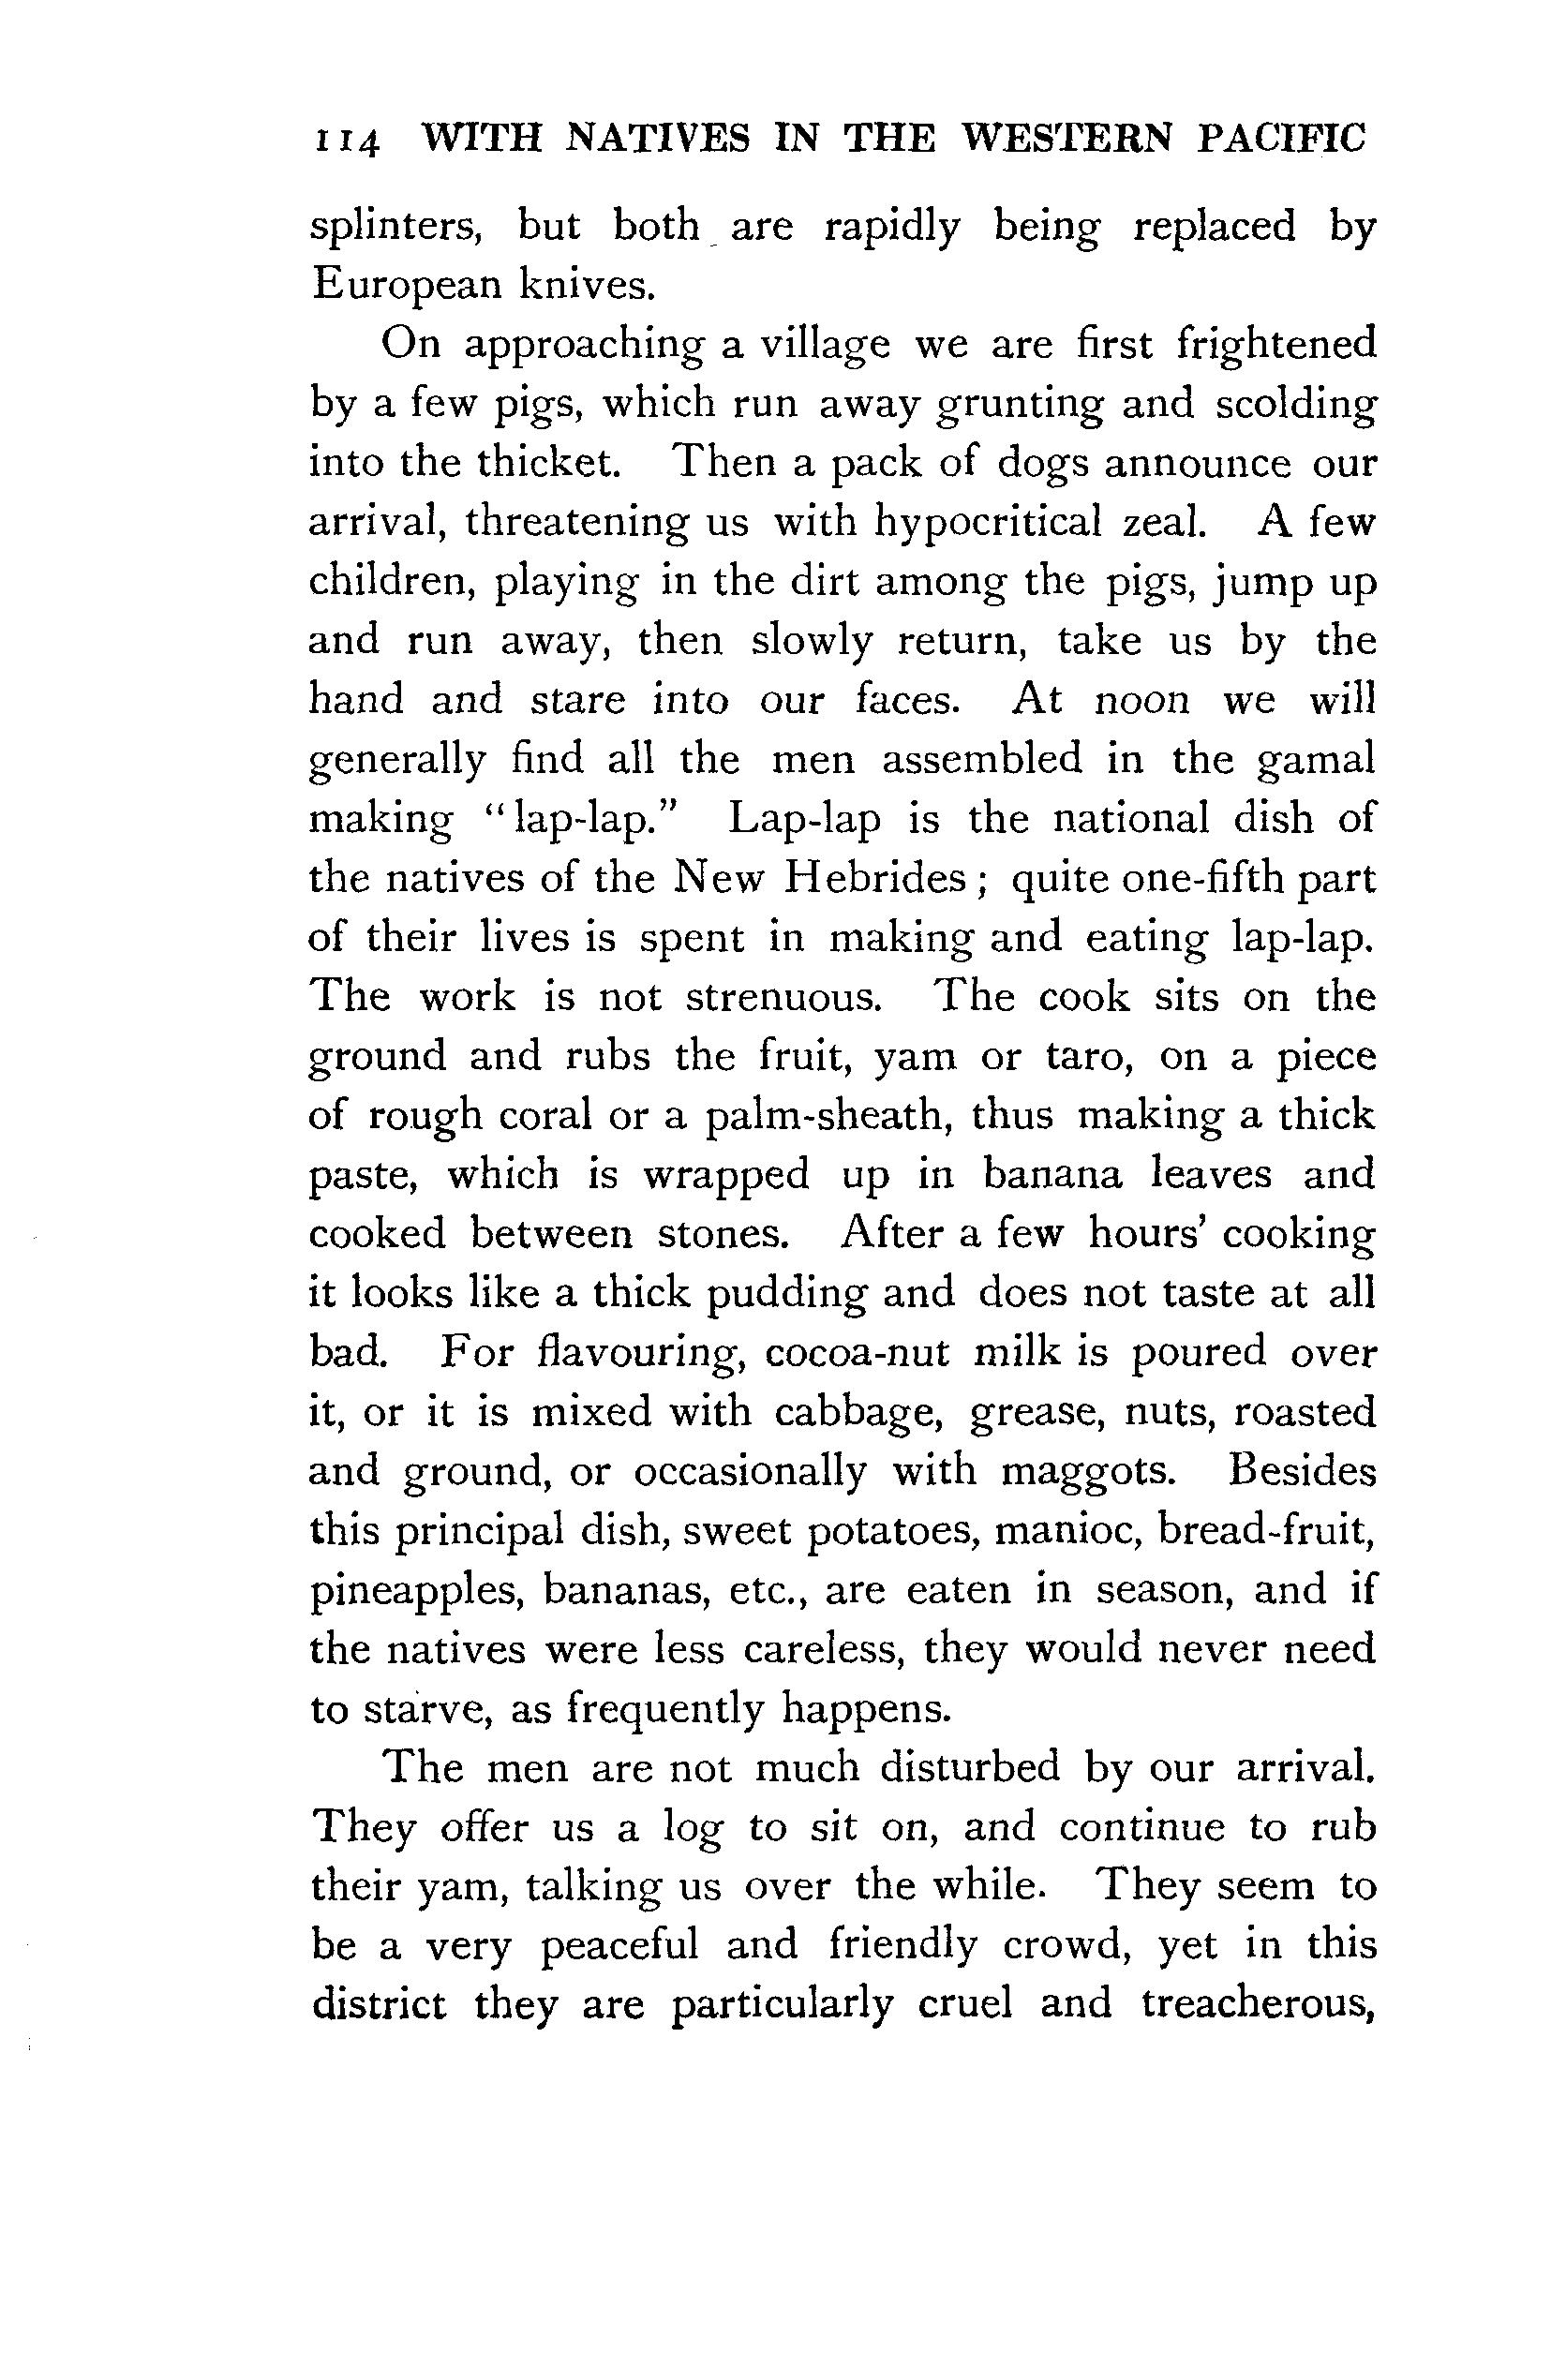 114 WITH NATIVES IN THE WESTERN PACIFIC
splinters, but both are rapidly being replaced by
European knives.
On approaching a village we are first frightened
by a few pigs, which run away grunting and scolding
into the thicket. Then a pack of dogs announce our
arrival, threatening us with hypocritical zeal. A few
children, playing in the dirt among the pigs, jump up
and run away, then slowly return, take us by the
hand and stare into our faces. At noon we will
generally find all the men assembled in the gamal
making “lap-lap.” Lap-lap is the national dish of
the natives of the New Hebrides; quite one-fifth part
of their lives is spent in making and eating lap-lap.
The work is not strenuous. The cook sits on the
ground and rubs the fruit, yam or taro, on a piece
of rough coral or a palm-sheath, thus making a thick
paste, which is wrapped up in banana leaves and
cooked between stones. After a few hours’ cooking
it looks like a thick pudding and does not taste at all
bad. For flavouring, cocoa-nut milk is poured over
it, or it is mixed with cabbage, grease, nuts, roasted
and ground, or occasionally with maggots. Besides
this principal dish, sweet potatoes, manioc, bread-fruit,
pineapples, bananas, etc., are eaten in season, and if
the natives were less careless, they would never need
to starve, as frequently happens.
The men are not much disturbed by our arrival.
They offer us a log to sit on, and continue to rub
their yam, talking us over the while. They seem to
be a very peaceful and friendly crowd, yet in this
district they are particularly cruel and treacherous,